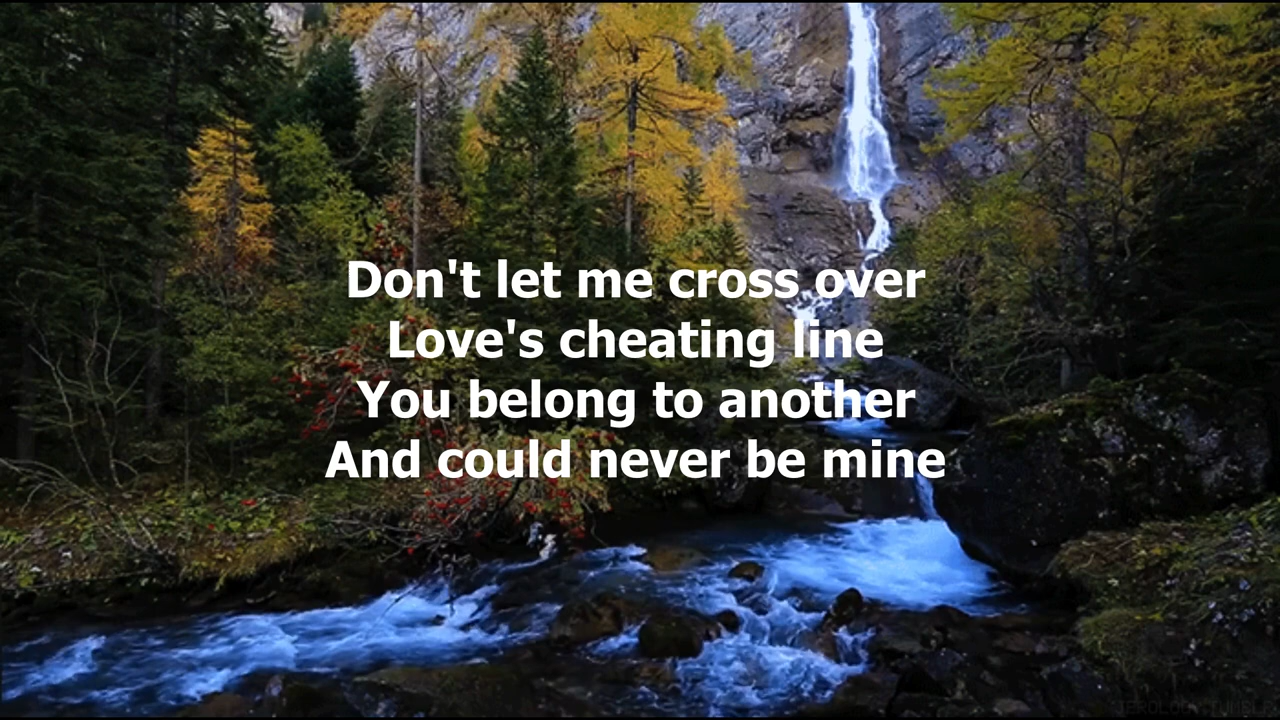 Don't let me cross over
Love's cheating line
You belong to another
And could never be mine